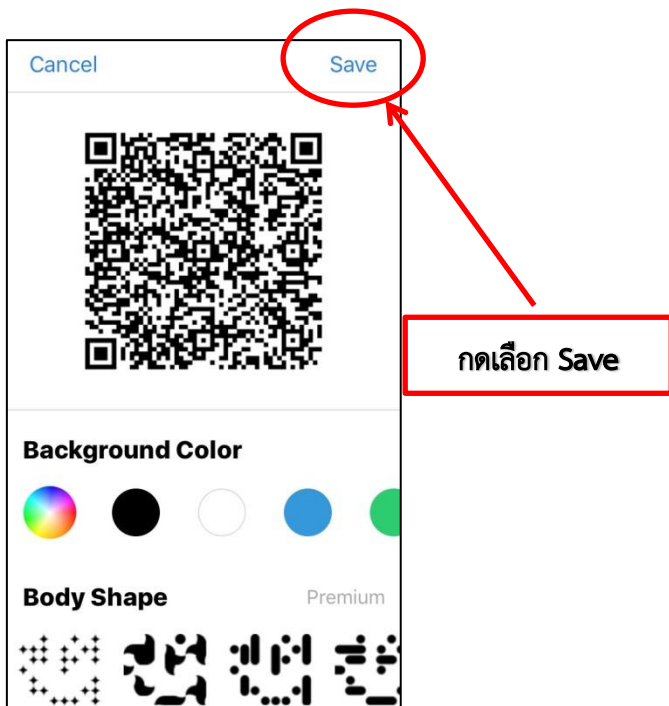 Cancel Save
กดเลือก Save
Background Color
Body Shape Premium